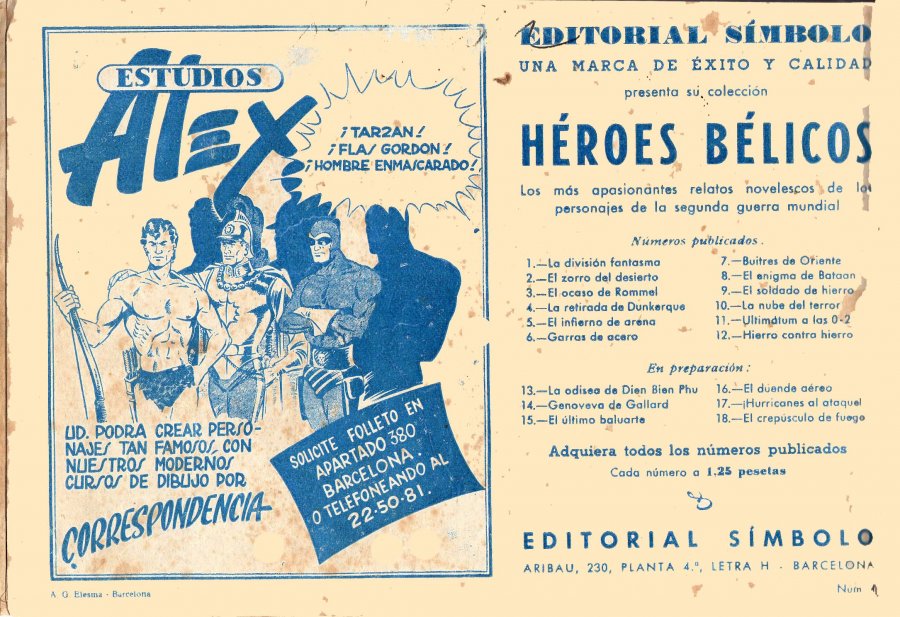 ESTUDIOS
Alex
¡TARZAN!
¡FLAS GORDON!
¡HOMBRE ENMASCARADO!
UD. PODRA CREAR PERSO-
NAJES TAN FAMOSOS, CON
NUESTROS MODERNOS
CURSOS DE DIBUJO POR
CORRESPONDENCIA
SOLICITE FOLLETO EN
APARTADO 380
BARCELONA.
O TELEFONEANDO AL
22-50-81.
A. G. Elesma - Barcelona
EDITORIAL SÍMBOLO
UNA MARCA DE ÉXITO Y CALIDAD
presenta su colección
HÉROES BÉLICOS
Los más apasionantes relatos novelescos de los
personajes de la segunda guerra mundial
Números publicados.
1.—La división fantasma
2.—El zorro del desierto
3.—El ocaso de Rommel
4.—La retirada de Dunkerque
5.—El infierno de arena
6.—Garras de acero
7.—Buitres de Oriente
8.—El enigma de Bataan
9.—El soldado de hierro
10.—La nube del terror
11.—Ultimátum a las 0-2
12.—Hierro contra hierro
En preparación:
13.—La odisea de Dien Bien Phu
14.—Genoveva de Gallard
15.—El último baluarte
16.—El duende aéreo
17.—¡Hurricanes al ataque!
18.—El crepúsculo de fuego
Adquiera todos los números publicados
Cada número a 1,25 pesetas
EDITORIAL SÍMBOLO
ARIBAU, 230, PLANTA 4.ª, LETRA H - BARCELONA
Num